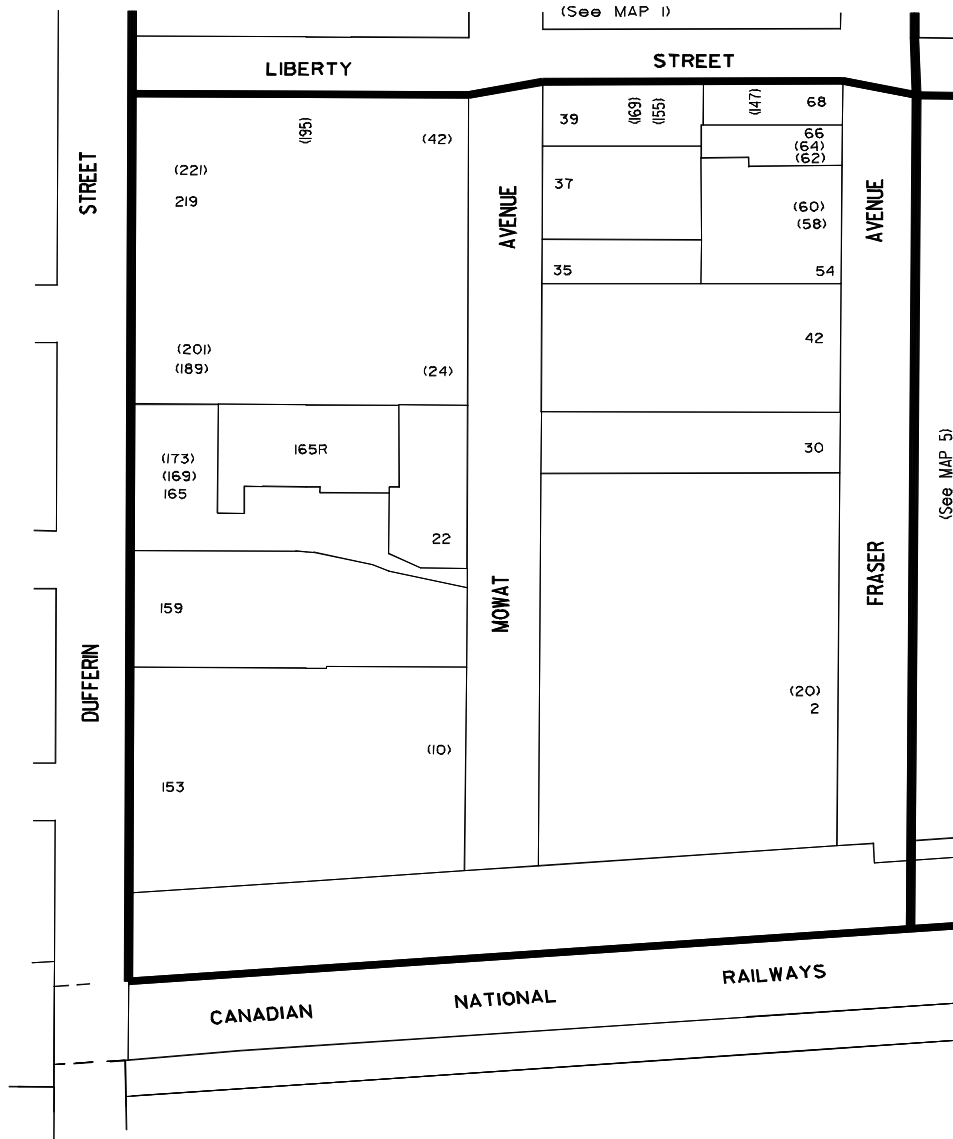 (See MAP 1)
LIBERTY STREET
STREET
(195)
(42)
(221)
219
AVENUE
39
(169)
(155)
(147)
68
66
(64)
(62)
37
(60)
(58)
AVENUE
35
54
(201)
(189)
(24)
42
(173)
(169)
165
165R
22
30
(See MAP 5)
159
MOWAT
FRASER
DUFFERIN
(20)
2
(10)
153
CANADIAN NATIONAL RAILWAYS